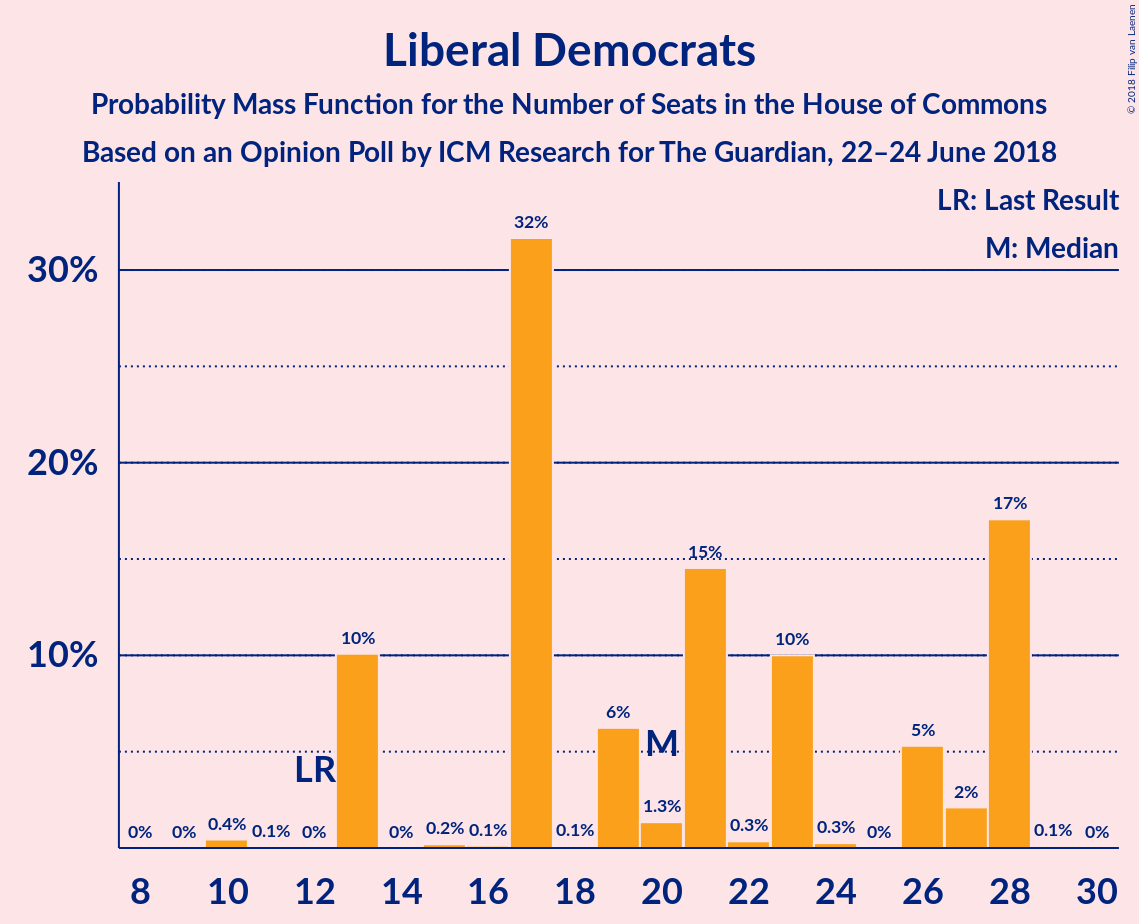 Liberal Democrats
Probability Mass Function for the Number of Seats in the House of Commons
Based on an Opinion Poll by ICM Research for The Guardian, 22–24 June 2018
© 2018 Filip van Laenen
LR: Last Result
M: Median
30%
20%
10%
0%
0%
0.4%
0.1%
0%
10%
0%
0.2%
0.1%
32%
0.1%
6%
1.3%
15%
0.3%
10%
0.3%
0%
5%
2%
17%
0.1%
0%
LR
M
8 10 12 14 16 18 20 22 24 26 28 30